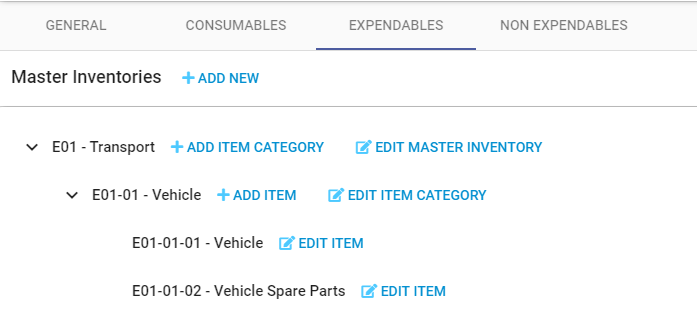 GENERAL CONSUMABLES EXPENDABLES NON EXPENDABLES
Master Inventories ADD NEW
E01 - Transport ADD ITEM CATEGORY EDIT MASTER INVENTORY
E01-01 - Vehicle ADD ITEM EDIT ITEM CATEGORY
E01-01-01 - Vehicle EDIT ITEM
E01-01-02 - Vehicle Spare Parts EDIT ITEM